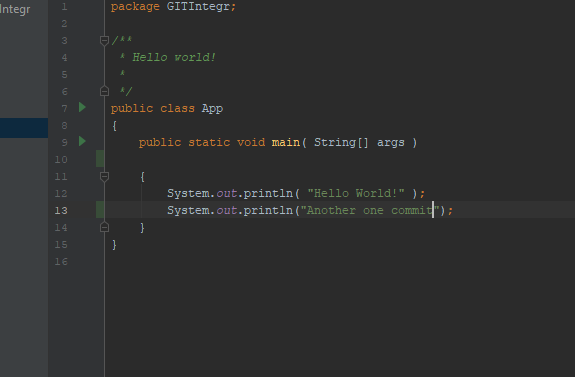 Integr
1 package GITIntegr;
2
3 /**
4 * Hello world!
5 *
6 */
7 public class App
8 {
9 public static void main( String[] args )
10
11 {
12 System.out.println( "Hello World!" );
13 System.out.println("Another one commit");
14 }
15 }
16